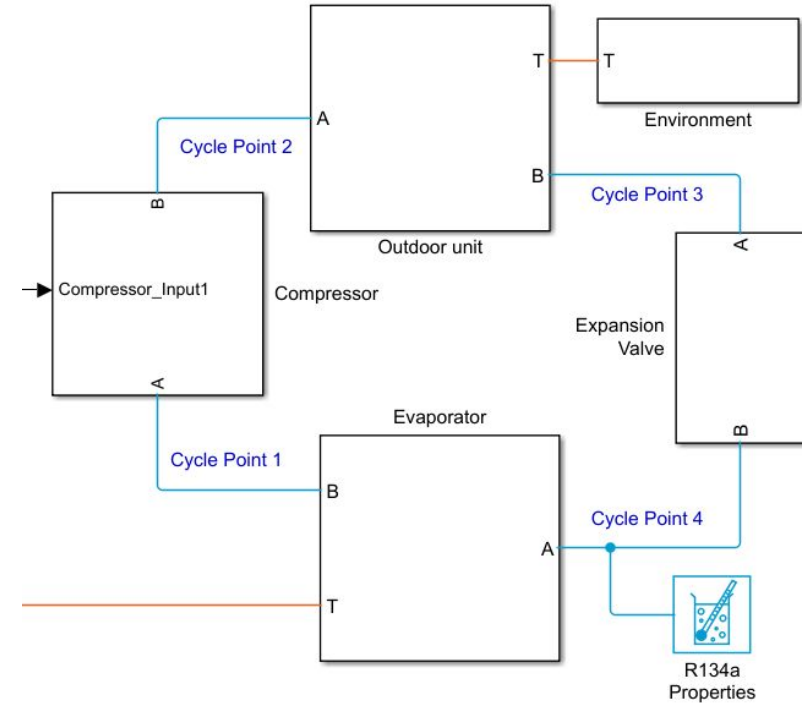 T
T
A
Environment
Cycle Point 2
B
Cycle Point 3
B
A
Outdoor unit
Compressor_Input1
Compressor
Expansion
Valve
A
Evaporator
B
Cycle Point 1
B
Cycle Point 4
A
T
R134a
Properties